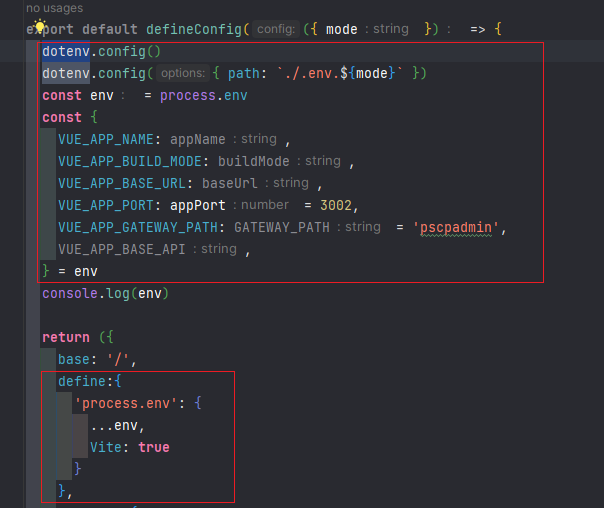 no usages
export default defineConfig( config: ({ mode : string }) : => {
dotenv.config()
dotenv.config( options: { path: `./.env.${mode}` })
const env : = process.env
const {
VUE_APP_NAME: appName : string ,
VUE_APP_BUILD_MODE: buildMode : string ,
VUE_APP_BASE_URL: baseUrl : string ,
VUE_APP_PORT: appPort : number = 3002,
VUE_APP_GATEWAY_PATH: GATEWAY_PATH : string = 'pscpadmin',
VUE_APP_BASE_API : string ,
} = env
console.log(env)
return ({
base: '/',
define:{
'process.env': {
...env,
Vite: true
}
},